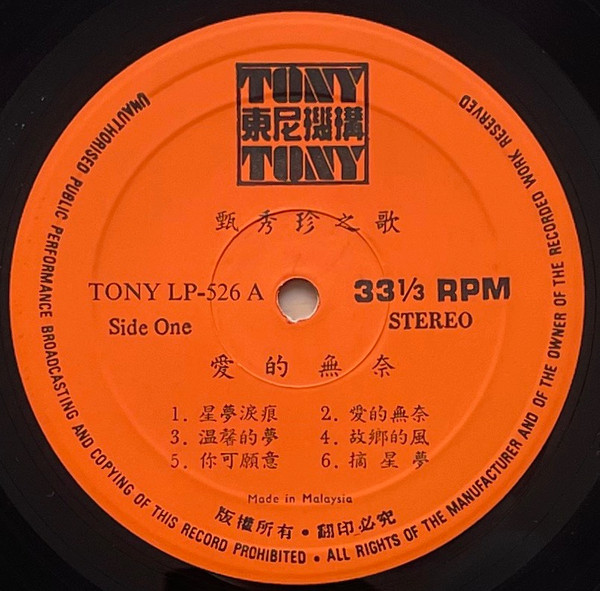 TONY
東尼機構
TONY
甄秀珍之歌
TONY LP-526 A
33⅓ RPM
Side One
STEREO
愛的無奈
1. 星夢淚痕 2. 愛的無奈
3. 溫馨的夢 4. 故鄉的風
5. 你可願意 6. 摘星夢
Made in Malaysia
版權所有 • 翻印必究
UNAUTHORISED PUBLIC PERFORMANCE BROADCASTING AND COPYING OF THIS RECORD PROHIBITED • ALL RIGHTS OF THE MANUFACTURER AND OF THE OWNER OF THE RECORDED WORK RESERVED